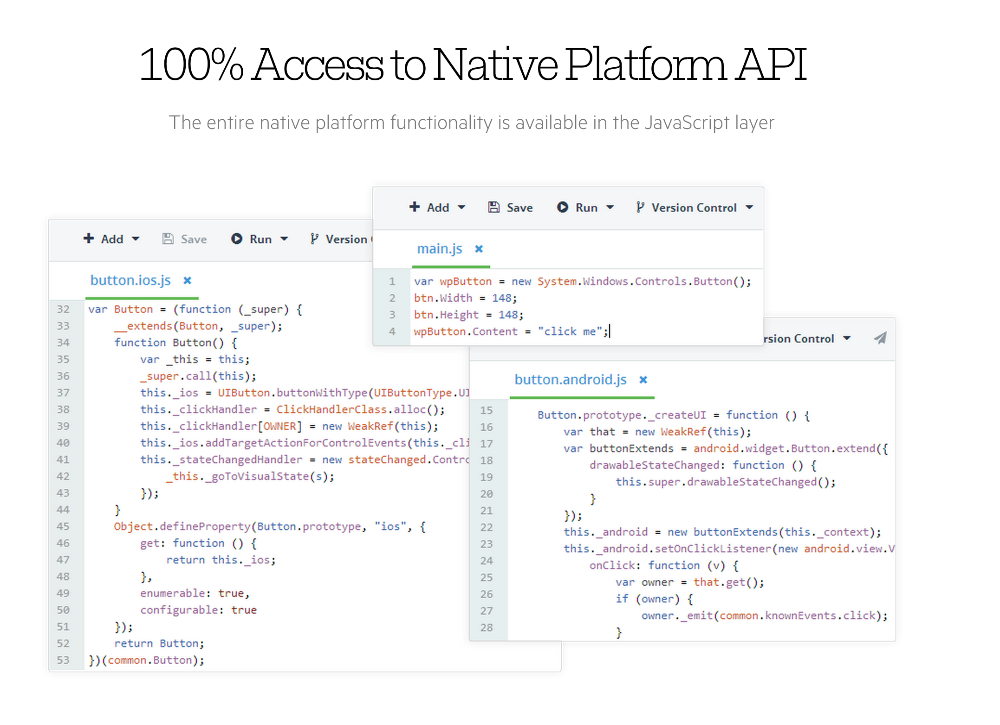 100% Access to Native Platform API
The entire native platform functionality is available in the JavaScript layer
Add Save Run Version Control
main.js
1 var wpButton = new System.Windows.Controls.Button();
2 btn.Width = 148;
3 btn.Height = 148;
4 wpButton.Content = "click me";
Add Save Run Version
button.ios.js
32 var Button = (function (_super) {
33 __extends(Button, _super);
34 function Button() {
35 var _this = this;
36 _super.call(this);
37 this._ios = UIButton.buttonWithType(UIButtonType.UI
38 this._clickHandler = ClickHandlerClass.alloc();
39 this._clickHandler[OWNER] = new WeakRef(this);
40 this._ios.addTargetActionForControlEvents(this._cli
41 this._stateChangedHandler = new stateChanged.Contro
42 _this._goToVisualState(s);
43 });
44 }
45 Object.defineProperty(Button.prototype, "ios", {
46 get: function () {
47 return this._ios;
48 },
49 enumerable: true,
50 configurable: true
51 });
52 return Button;
53 })(common.Button);
rsion Control
button.android.js
15 Button.prototype._createUI = function () {
16 var that = new WeakRef(this);
17 var buttonExtends = android.widget.Button.extend({
18 drawableStateChanged: function () {
19 this.super.drawableStateChanged();
20 }
21 });
22 this._android = new buttonExtends(this._context);
23 this._android.setOnClickListener(new android.view.V
24 onClick: function (v) {
25 var owner = that.get();
26 if (owner) {
27 owner._emit(common.knownEvents.click);
28 }